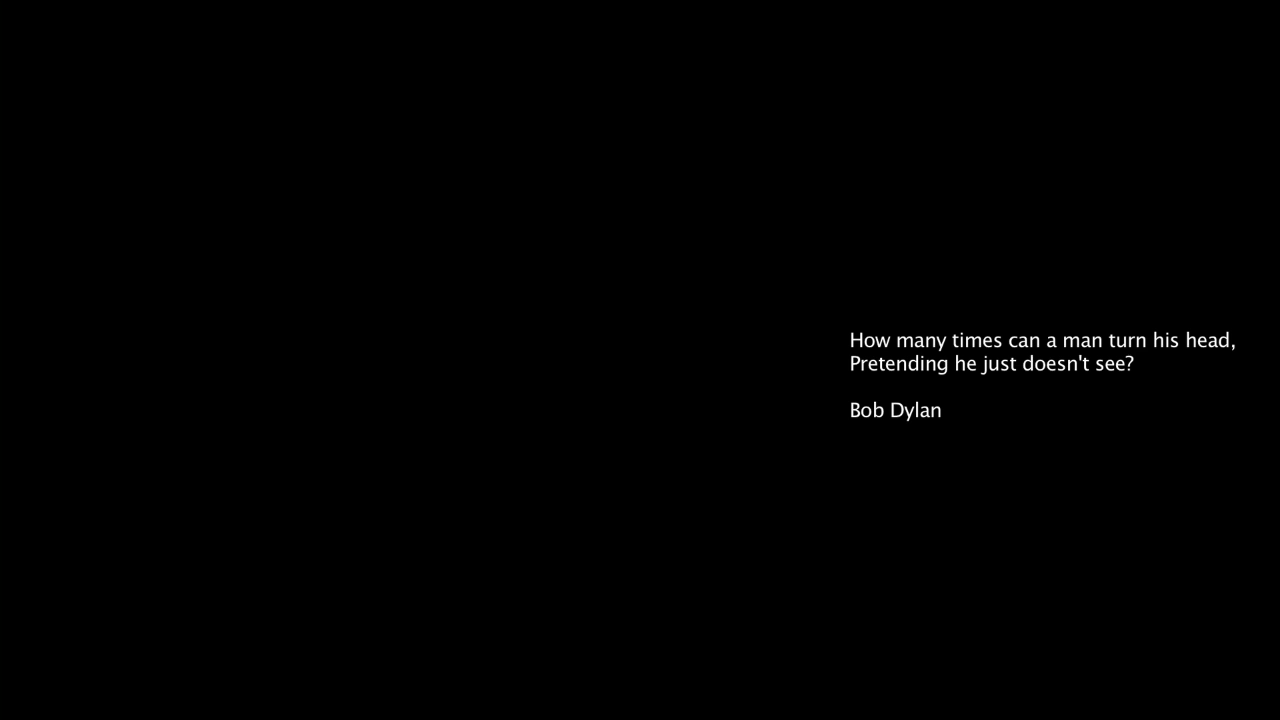 How many times can a man turn his head,
Pretending he just doesn't see?
Bob Dylan